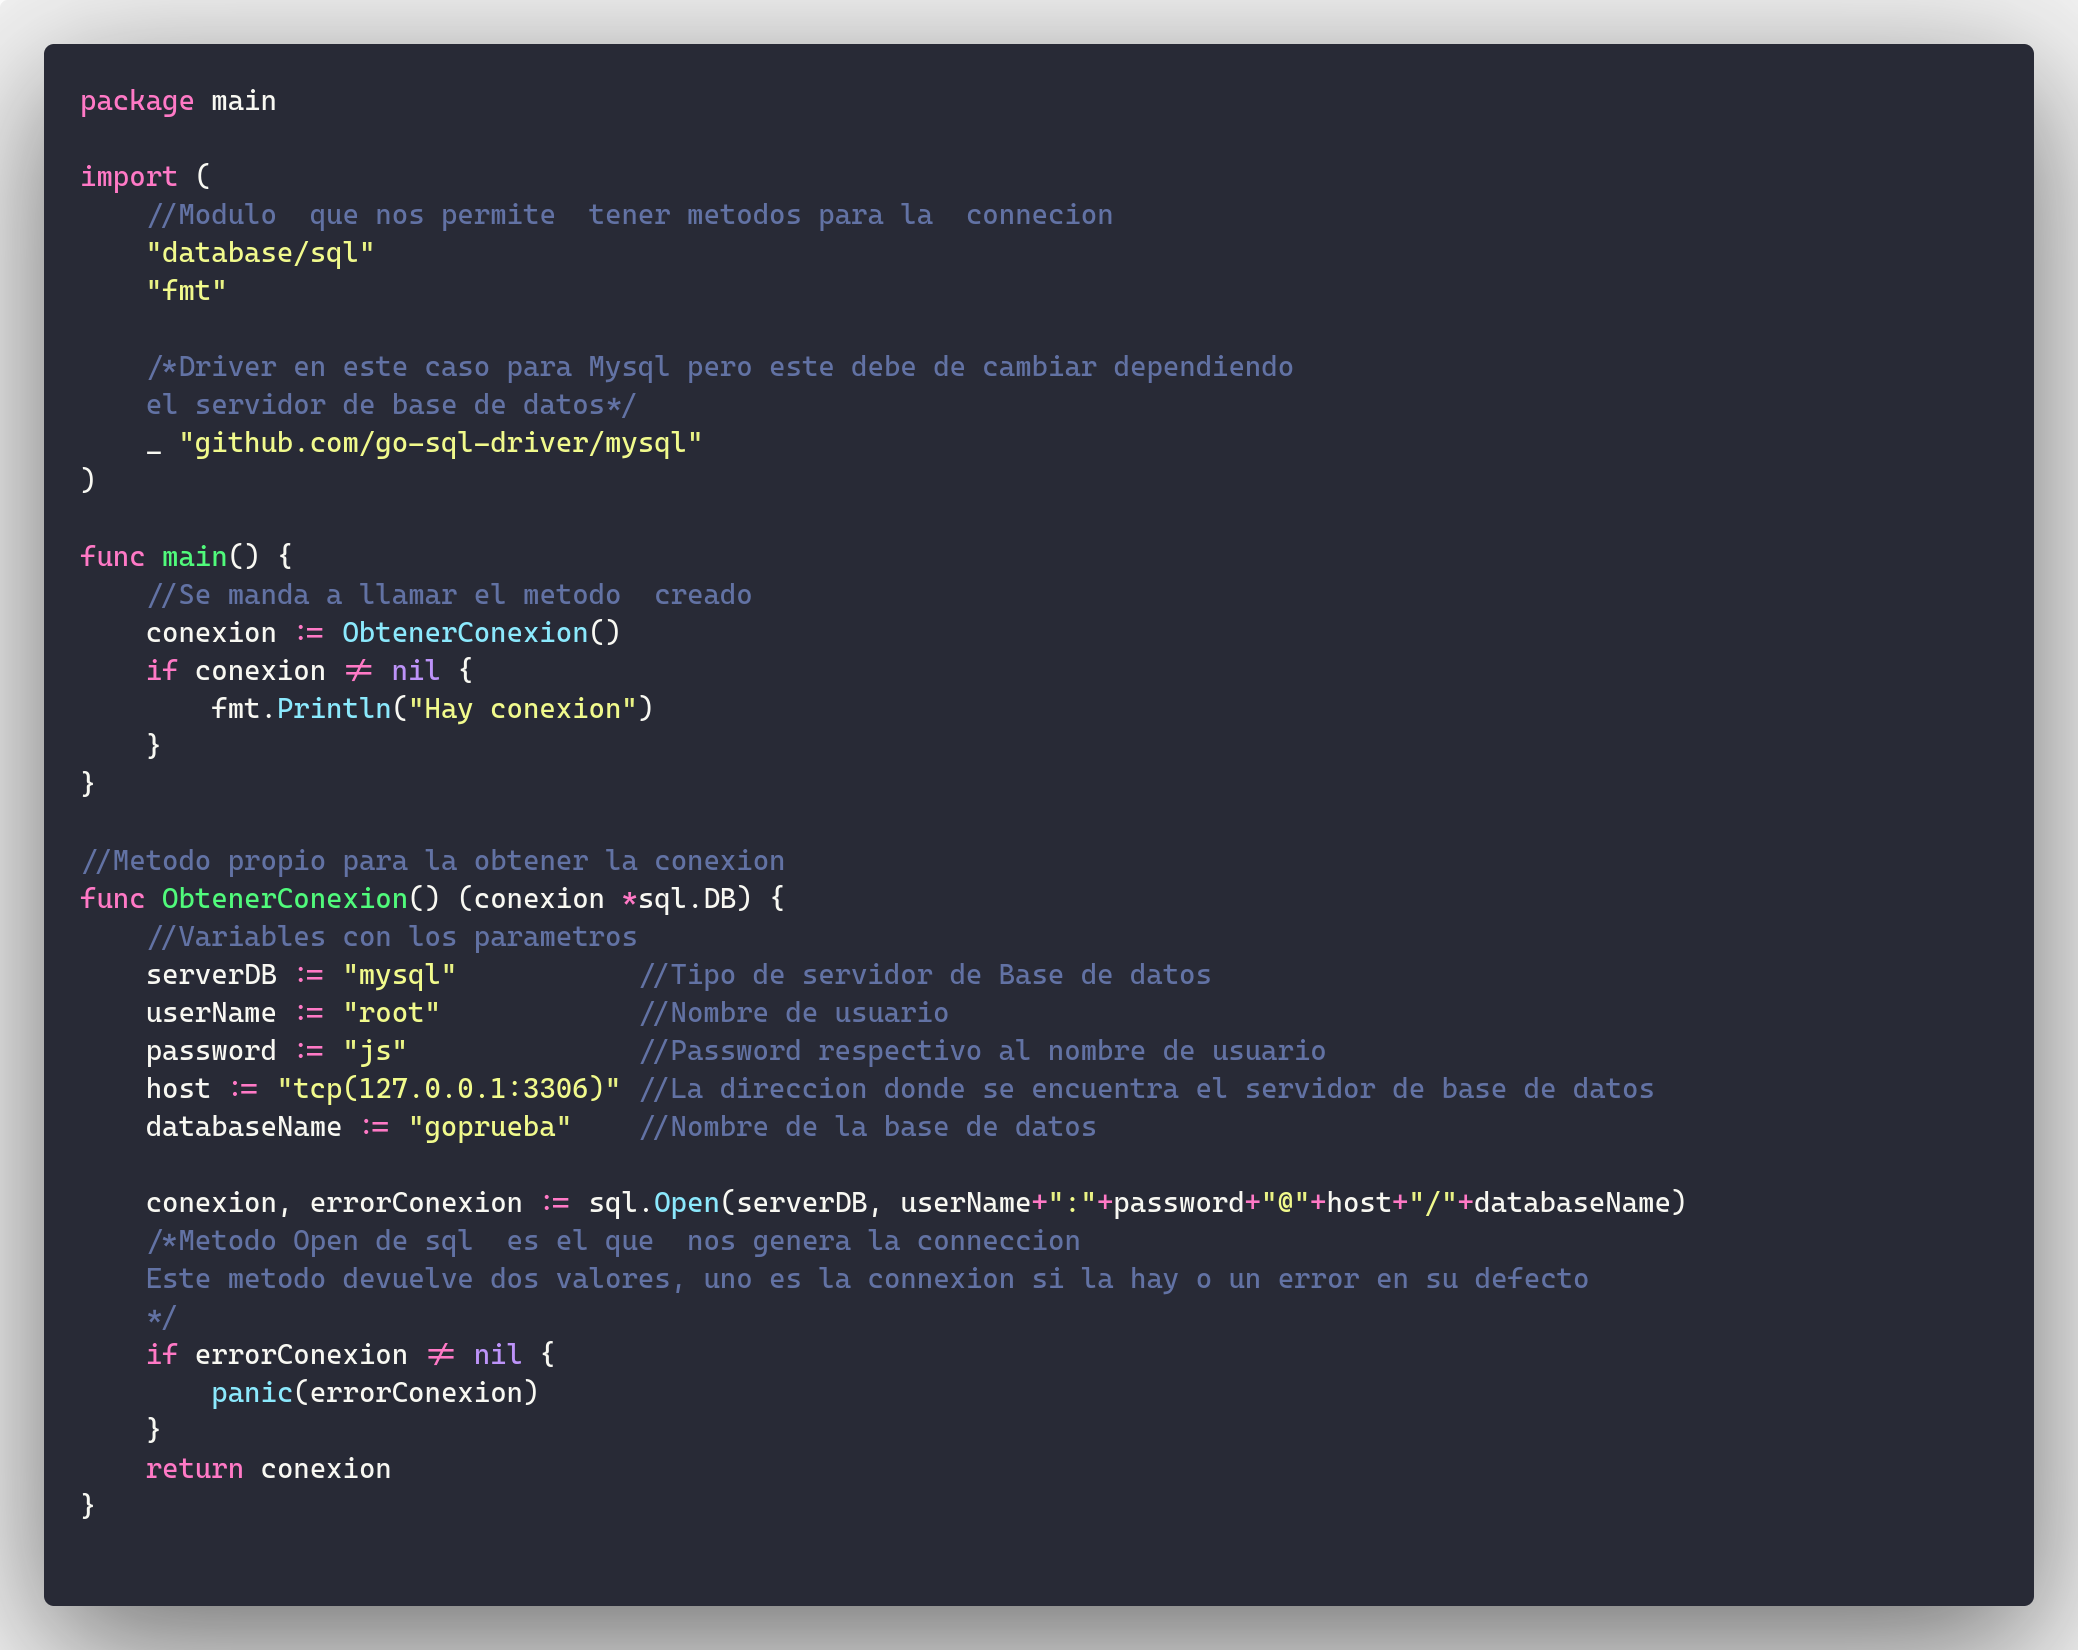 package main
import (
//Modulo  que nos permite  tener metodos para la  connecion
"database/sql"
"fmt"
/*Driver en este caso para Mysql pero este debe de cambiar dependiendo
el servidor de base de datos*/
_ "github.com/go-sql-driver/mysql"
)
func main() {
//Se manda a llamar el metodo  creado
conexion := ObtenerConexion()
if conexion != nil {
fmt.Println("Hay conexion")
}
}
//Metodo propio para la obtener la conexion
func ObtenerConexion() (conexion *sql.DB) {
//Variables con los parametros
serverDB := "mysql"           //Tipo de servidor de Base de datos
userName := "root"            //Nombre de usuario
password := "js"              //Password respectivo al nombre de usuario
host := "tcp(127.0.0.1:3306)" //La direccion donde se encuentra el servidor de base de datos
databaseName := "goprueba"    //Nombre de la base de datos
conexion, errorConexion := sql.Open(serverDB, userName+":"+password+"@"+host+"/"+databaseName)
/*Metodo Open de sql  es el que  nos genera la conneccion
Este metodo devuelve dos valores, uno es la connexion si la hay o un error en su defecto
*/
if errorConexion != nil {
panic(errorConexion)
}
return conexion
}